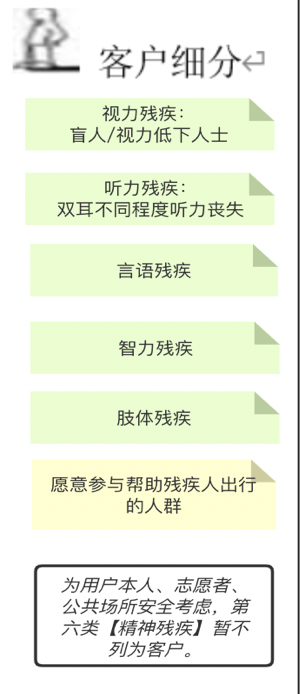 客户细分↵
视力残疾：
盲人/视力低下人士
听力残疾：
双耳不同程度听力丧失
言语残疾
智力残疾
肢体残疾
愿意参与帮助残疾人出行
的人群
为用户本人、志愿者、
公共场所安全考虑，第
六类【精神残疾】暂不
列为客户。